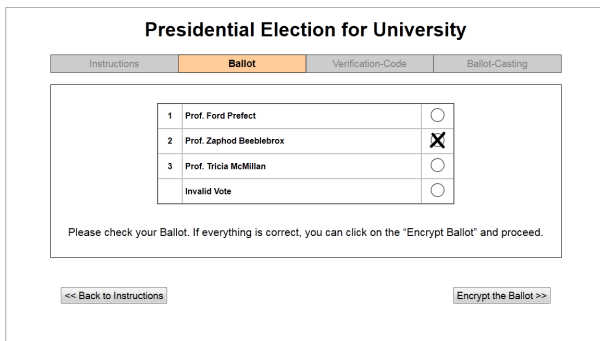 Presidential Election for University
Instructions Ballot Verification-Code Ballot-Casting
1 Prof. Ford Prefect
2 Prof. Zaphod Beeblebrox
3 Prof. Tricia McMillan
Invalid Vote
Please check your Ballot. If everything is correct, you can click on the “Encrypt Ballot” and proceed.
<< Back to Instructions Encrypt the Ballot >>